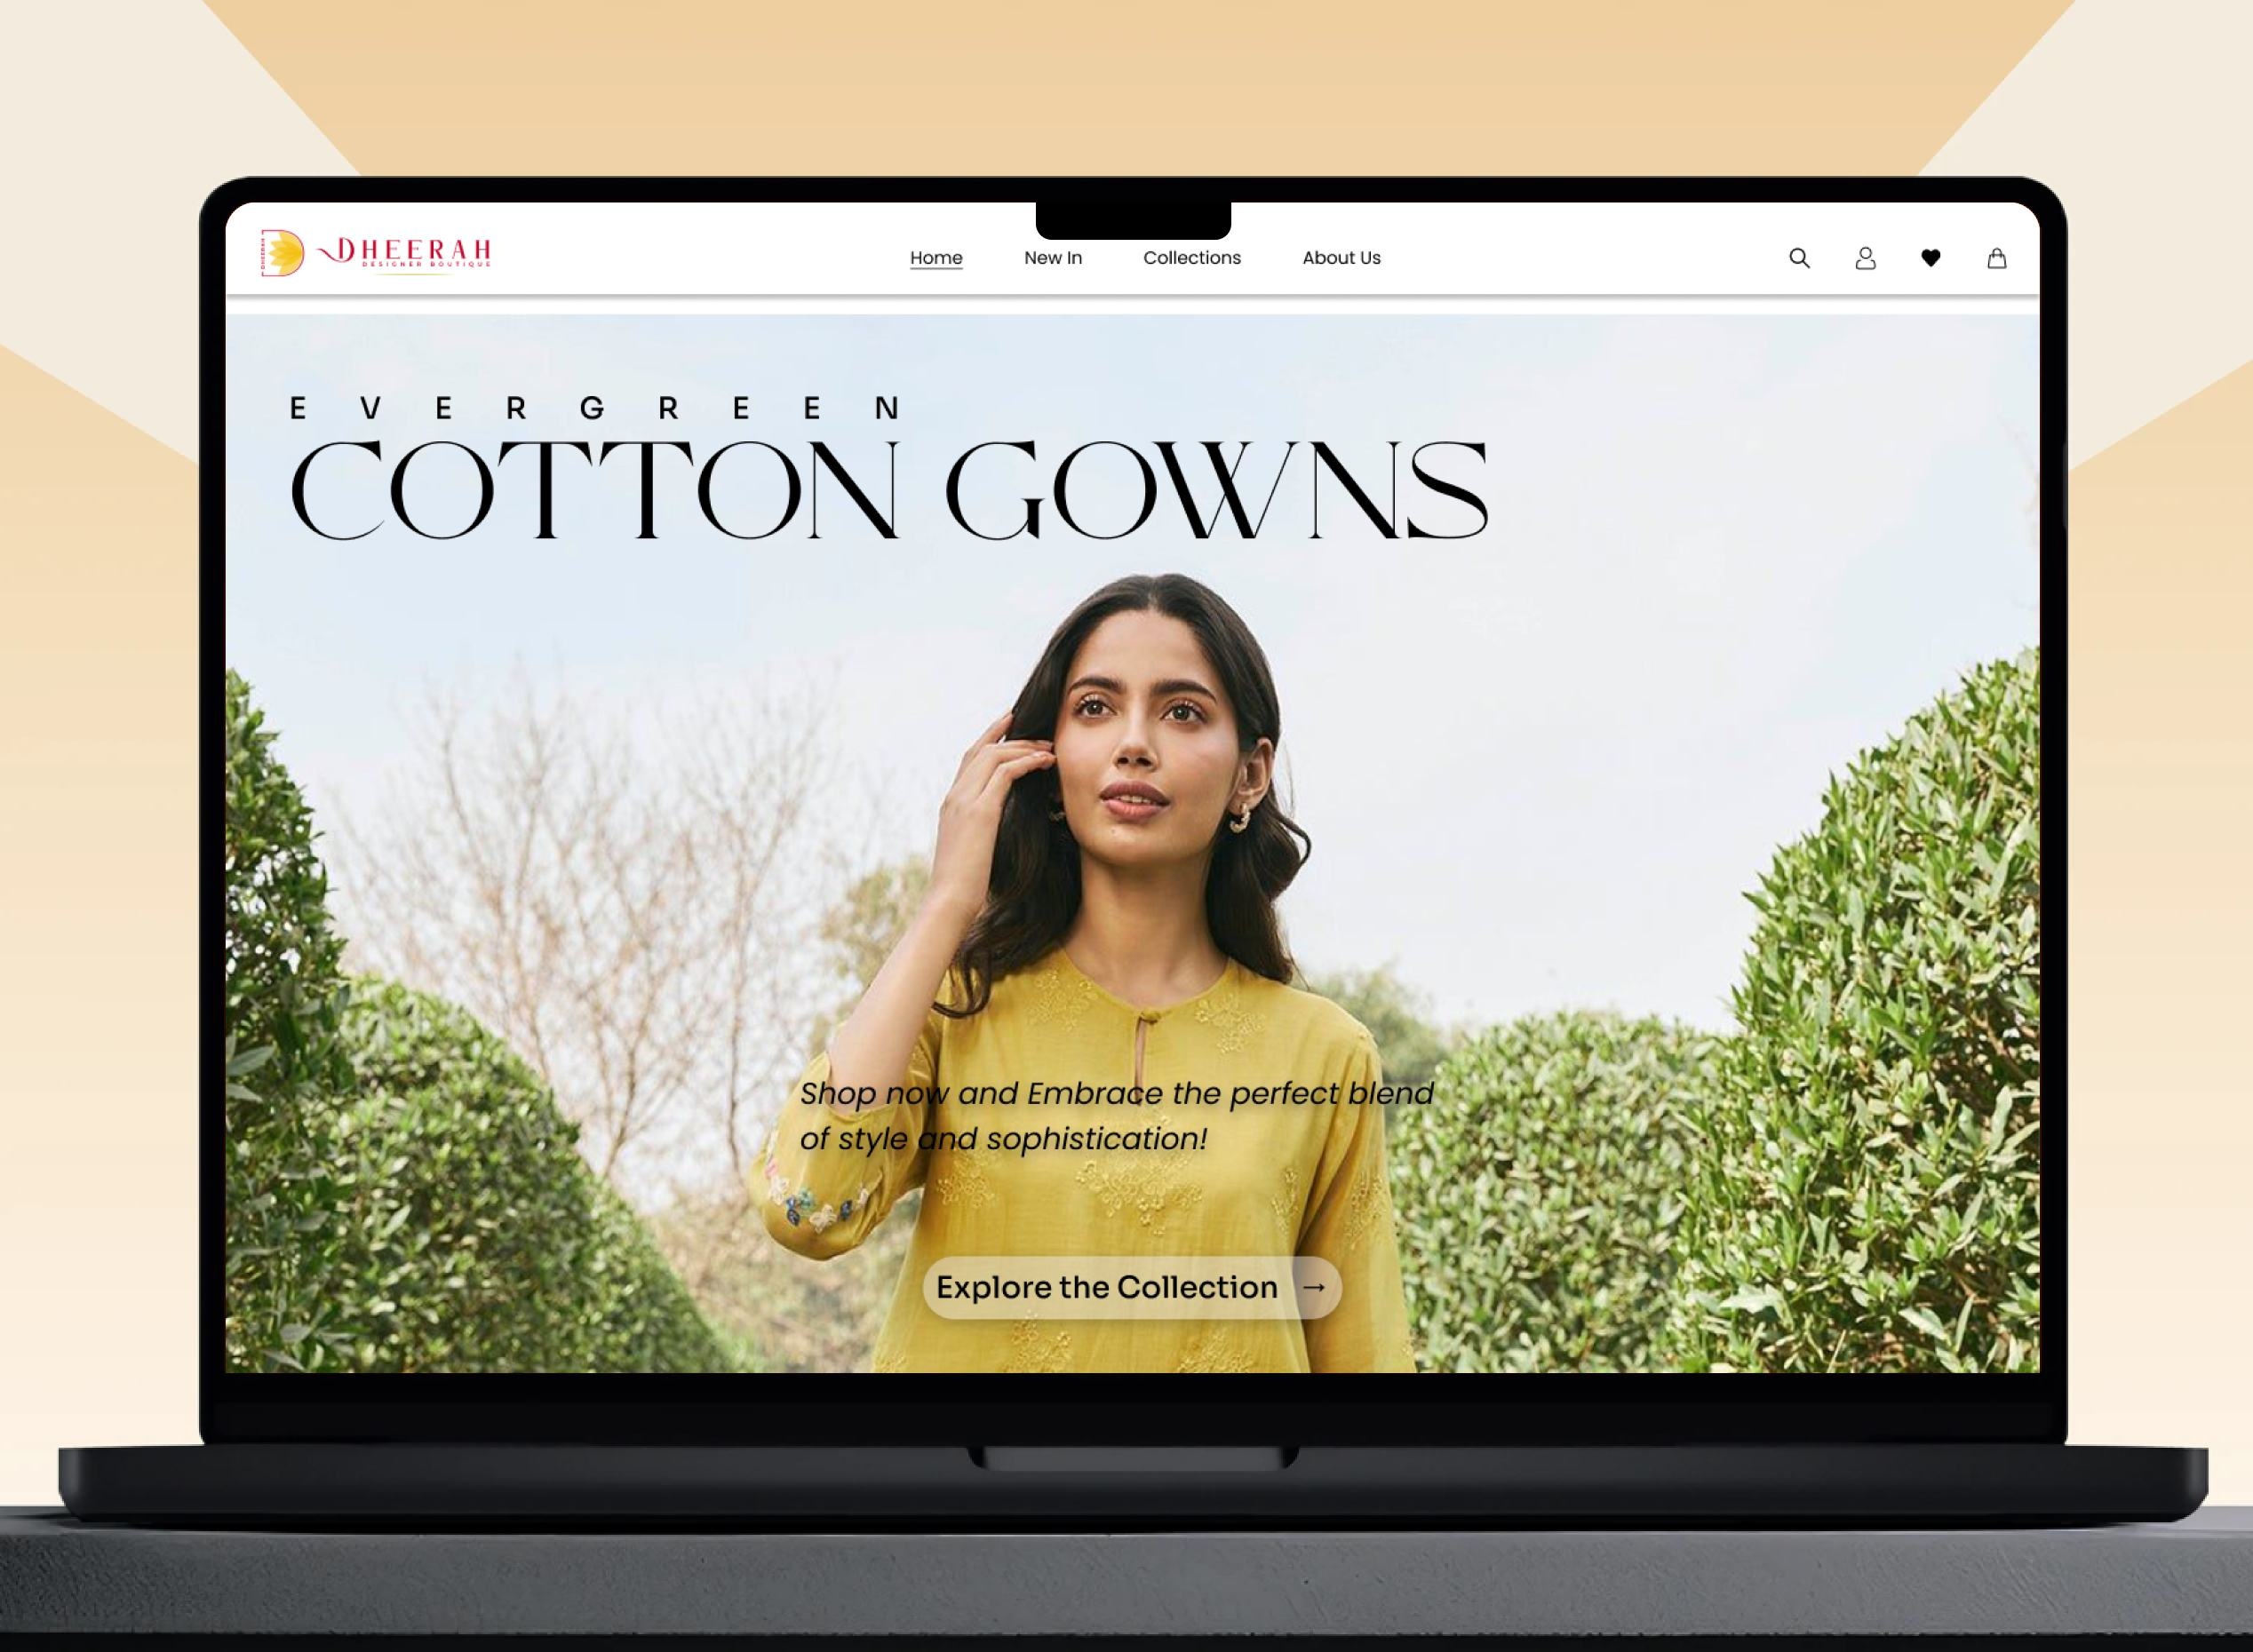 DHEERAH
DHEERAH
DESIGNER BOUTIQUE
Home New In Collections About Us
EVERGREEN
COTTON GOWNS
Shop now and Embrace the perfect blend
of style and sophistication!
Explore the Collection →